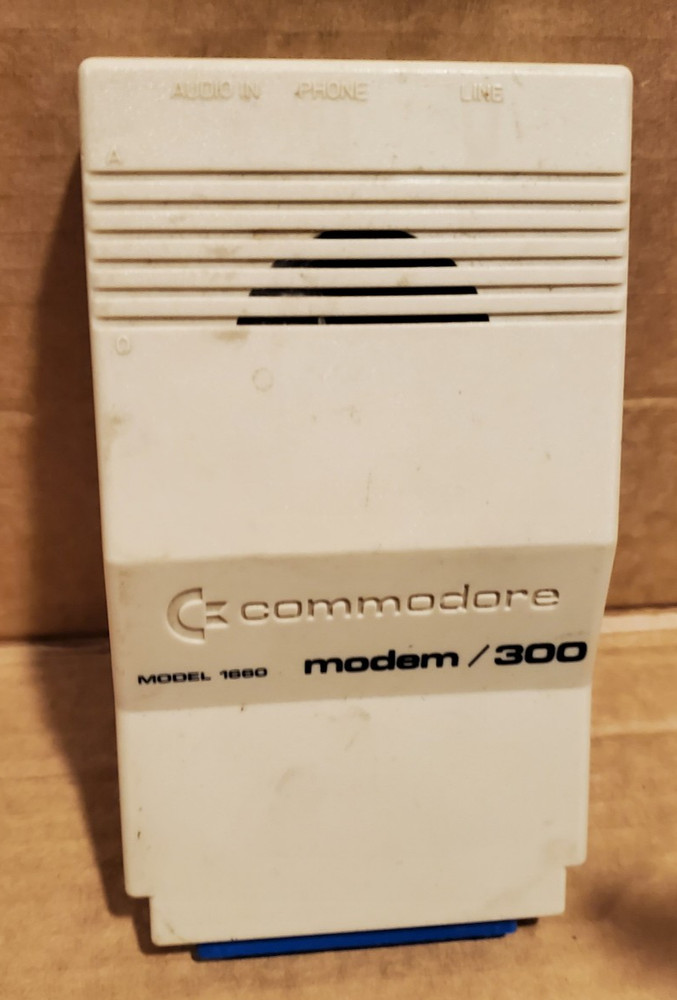 AUDIO IN PHONE LINE
A
O
commodore
MODEL 1660 modem / 300